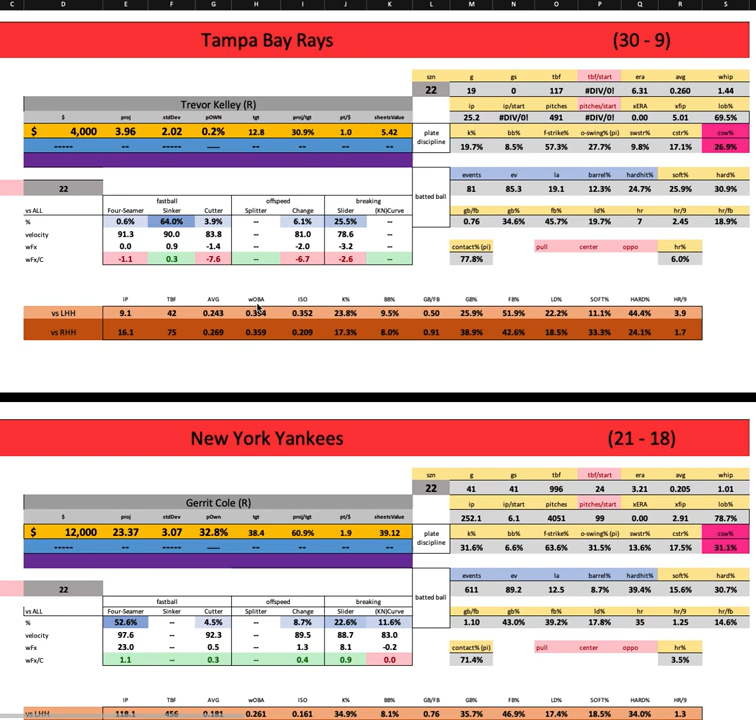 C D E F G H I J K L M N O P Q R S
Tampa Bay Rays (30 - 9)
szn g gs tbf tbf/start era avg whip
22 19 0 117 #DIV/0! 6.31 0.260 1.44
Trevor Kelley (R) ip ip/start pitches pitches/start xERA xfip lob%
25.2 #DIV/0! 491 #DIV/0! 0.00 5.01 69.5%
$ proj stdDev pOWN tgt proj/tgt pt/$ sheetsValue
$ 4,000 3.96 2.02 0.2% 12.8 30.9% 1.0 5.42
plate discipline k% bb% f-strike% o-swing% (pi) swstr% cstr% csw%
----- -- -- ---- -- -- -- --
19.7% 8.5% 57.3% 27.7% 9.8% 17.1% 26.9%
events ev la barrel% hardhit% soft% hard%
22 batted ball 81 85.3 19.1 12.3% 24.7% 25.9% 30.9%
fastball offspeed breaking
vs ALL Four-Seamer Sinker Cutter Splitter Change Slider (KN)Curve gb/fb gb% fb% ld% hr hr/9 hr/fb
% 0.6% 64.0% 3.9% -- 6.1% 25.5% -- 0.76 34.6% 45.7% 19.7% 7 2.45 18.9%
velocity 91.3 90.0 83.8 -- 81.0 78.6 --
wFx 0.0 0.9 -1.4 -- -2.0 -3.2 -- contact% (pi) pull center oppo hr%
wFx/C -1.1 0.3 -7.6 -- -6.7 -2.6 -- 77.8% 6.0%
IP TBF AVG wOBA ISO K% BB% GB/FB GB% FB% LD% SOFT% HARD% HR/9
vs LHH 9.1 42 0.243 0.352 23.8% 9.5% 0.50 25.9% 51.9% 22.2% 11.1% 44.4% 3.9
vs RHH 16.1 75 0.269 0.359 0.209 17.3% 8.0% 0.91 38.9% 42.6% 18.5% 33.3% 24.1% 1.7
New York Yankees (21 - 18)
szn g gs tbf tbf/start era avg whip
22 41 41 996 24 3.21 0.205 1.01
Gerrit Cole (R) ip ip/start pitches pitches/start xERA xfip lob%
252.1 6.1 4051 99 0.00 2.91 78.7%
$ proj stdDev pOwn tgt proj/tgt pt/$ sheetsValue
$ 12,000 23.37 3.07 32.8% 38.4 60.9% 1.9 39.12
plate discipline k% bb% f-strike% o-swing% (pi) swstr% cstr% csw%
----- -- -- ---- -- -- -- --
31.6% 6.6% 63.6% 31.5% 13.6% 17.5% 31.1%
events ev la barrel% hardhit% soft% hard%
22 batted ball 611 89.2 12.5 8.7% 39.4% 15.6% 30.7%
fastball offspeed breaking
vs ALL Four-Seamer Sinker Cutter Splitter Change Slider (KN)Curve gb/fb gb% fb% ld% hr hr/9 hr/fb
% 52.6% -- 4.5% -- 8.7% 22.6% 11.6% 1.10 43.0% 39.2% 17.8% 35 1.25 14.6%
velocity 97.6 -- 92.3 -- 89.5 88.7 83.0
wFx 23.0 -- 0.5 -- 1.3 8.1 -0.2 contact% (pi) pull center oppo hr%
wFx/C 1.1 -- 0.3 -- 0.4 0.9 0.0 71.4% 3.5%
IP TBF AVG wOBA ISO K% BB% GB/FB GB% FB% LD% SOFT% HARD% HR/9
vs LHH 118.1 456 0.181 0.261 0.161 34.9% 8.1% 0.76 35.7% 46.9% 17.4% 18.5% 34.0% 1.3